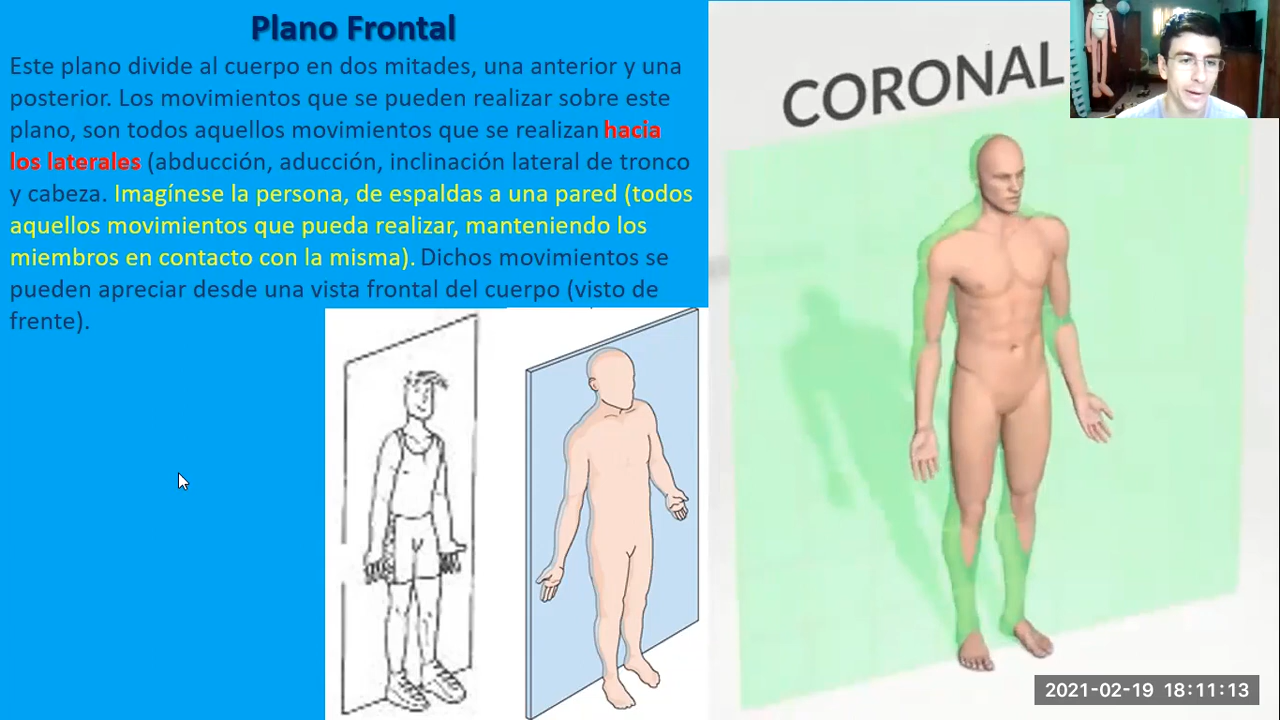 Plano Frontal
Este plano divide al cuerpo en dos mitades, una anterior y una
posterior. Los movimientos que se pueden realizar sobre este
plano, son todos aquellos movimientos que se realizan hacia
los laterales (abducción, aducción, inclinación lateral de tronco
y cabeza. Imagínese la persona, de espaldas a una pared (todos
aquellos movimientos que pueda realizar, manteniendo los
miembros en contacto con la misma). Dichos movimientos se
pueden apreciar desde una vista frontal del cuerpo (visto de
frente).
CORONAL
2021-02-19 18:11:13